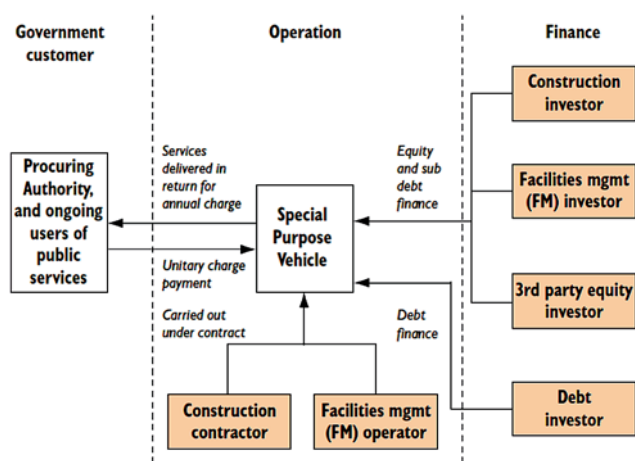 Government
customer
Operation
Finance
Construction
investor
Procuring
Authority,
and ongoing
users of
public
services
Services
delivered in
return for
annual charge
Unitary charge
payment
Special
Purpose
Vehicle
Equity
and sub
debt
finance
Facilities mgmt
(FM) investor
3rd party equity
investor
Carried out
under contract
Debt
finance
Construction
contractor
Facilities mgmt
(FM) operator
Debt
investor